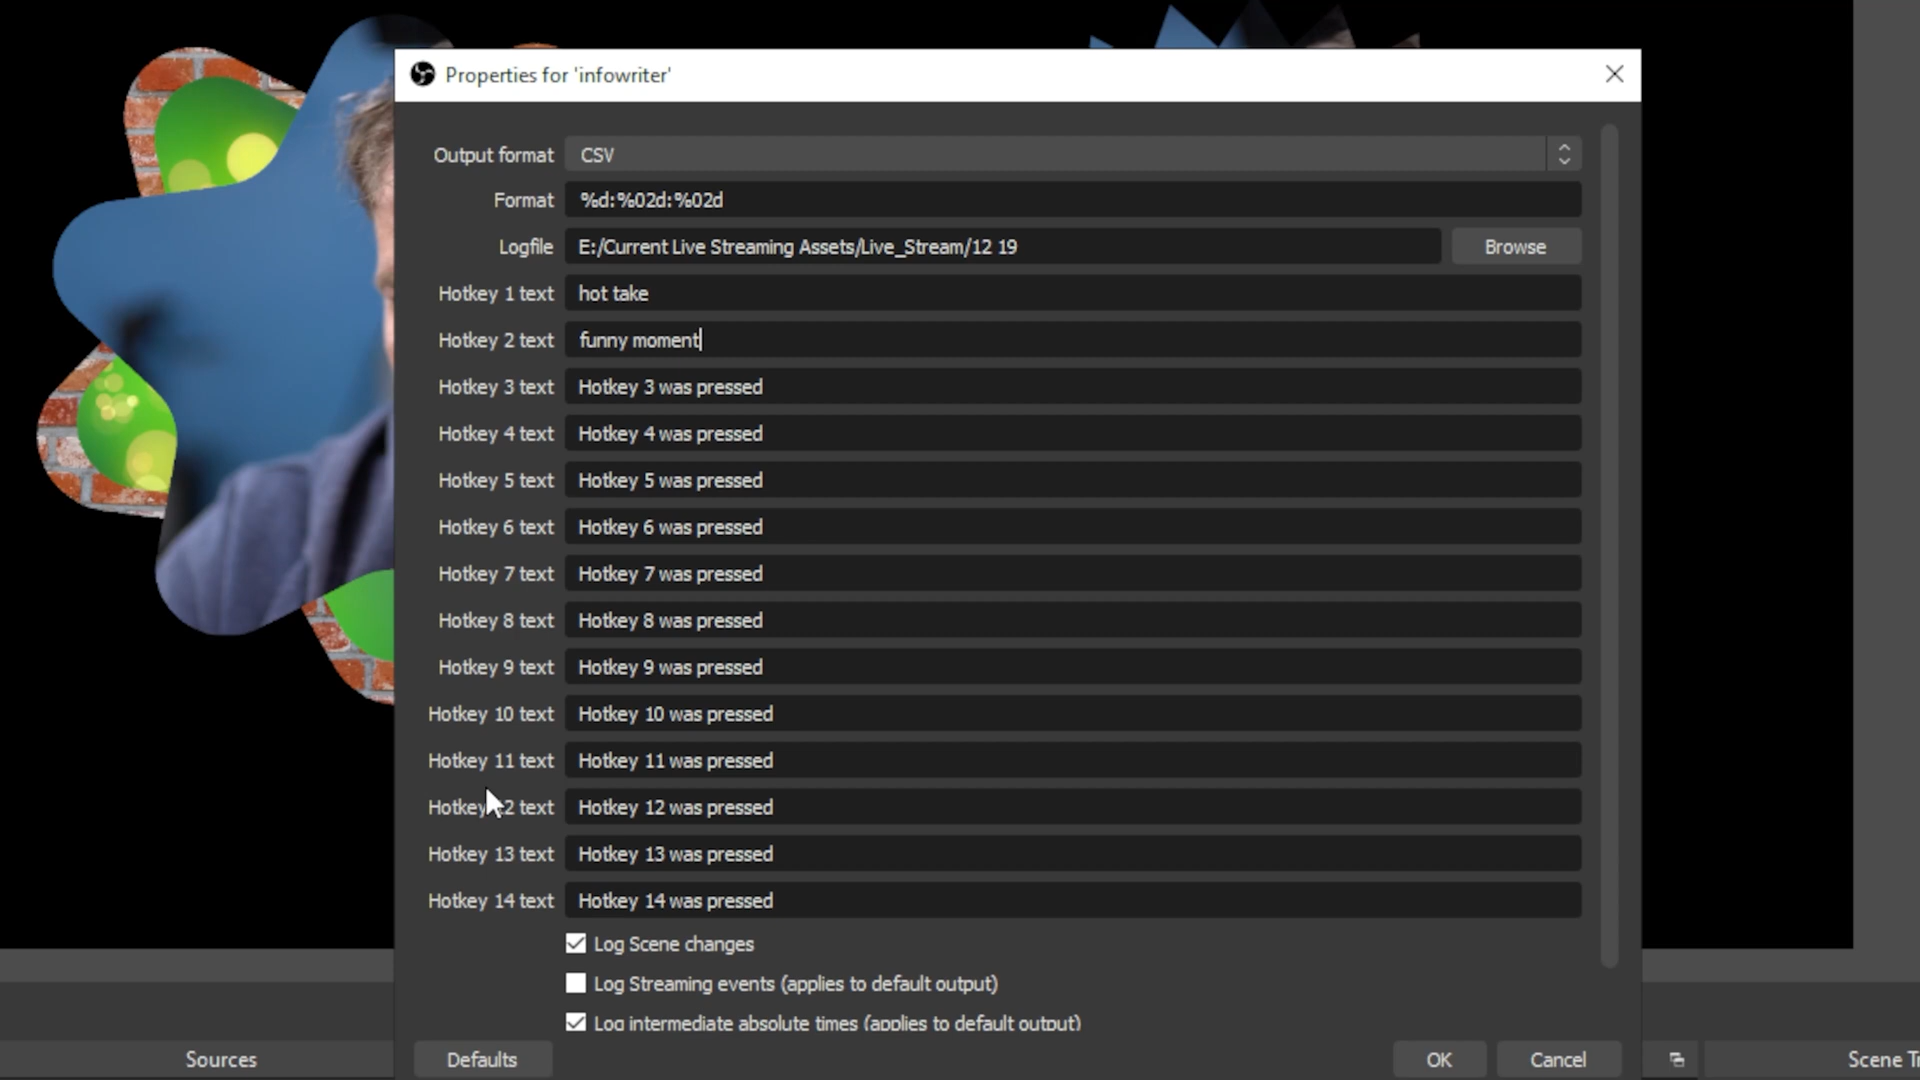 Properties for 'infowriter'
Output format CSV
Format %d:%02d:%02d
Logfile E:/Current Live Streaming Assets/Live_Stream/12 19 Browse
Hotkey 1 text hot take
Hotkey 2 text funny moment
Hotkey 3 text Hotkey 3 was pressed
Hotkey 4 text Hotkey 4 was pressed
Hotkey 5 text Hotkey 5 was pressed
Hotkey 6 text Hotkey 6 was pressed
Hotkey 7 text Hotkey 7 was pressed
Hotkey 8 text Hotkey 8 was pressed
Hotkey 9 text Hotkey 9 was pressed
Hotkey 10 text Hotkey 10 was pressed
Hotkey 11 text Hotkey 11 was pressed
Hotkey 12 text Hotkey 12 was pressed
Hotkey 13 text Hotkey 13 was pressed
Hotkey 14 text Hotkey 14 was pressed
Log Scene changes
Log Streaming events (applies to default output)
Log intermediate absolute times (applies to default output)
Sources Defaults OK Cancel Scene